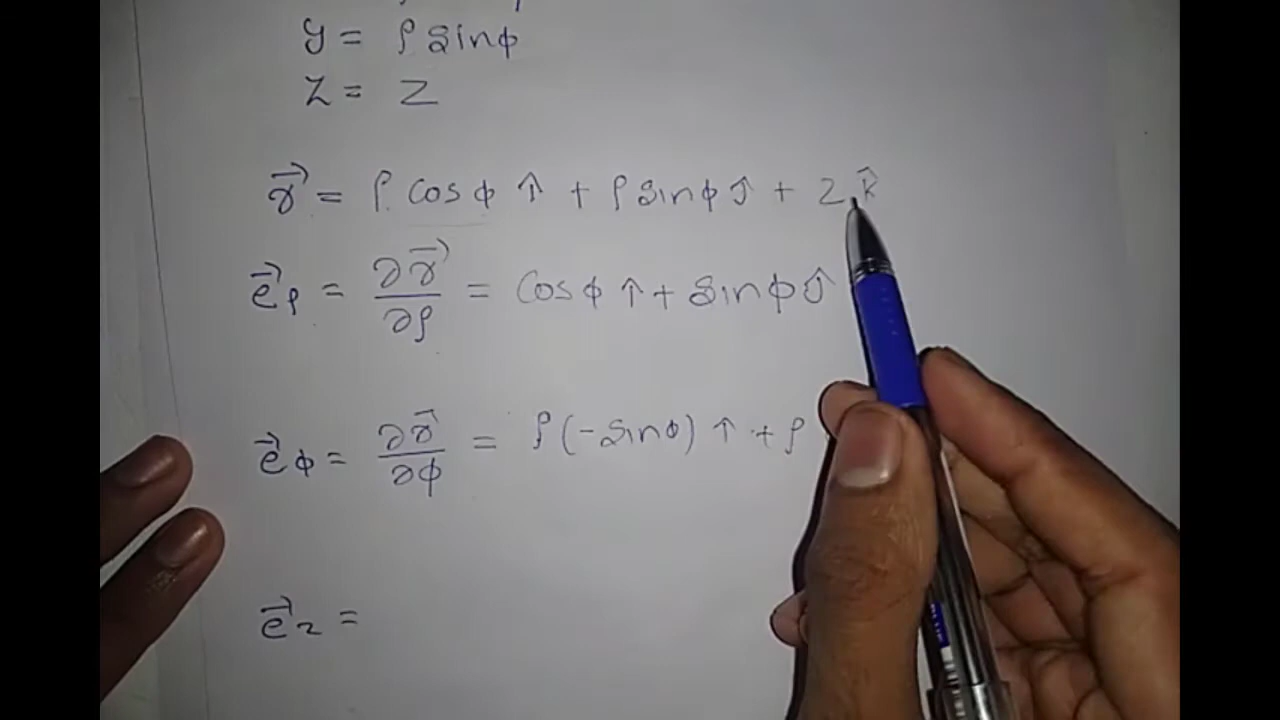 y = ρ sinϕ
z = z
r⃗ = ρ cosϕ î + ρ sinϕ ĵ + z k̂
e⃗ρ = ∂r⃗/∂ρ = cosϕ î + sinϕ ĵ
e⃗ϕ = ∂r⃗/∂ϕ = ρ(-sinϕ) î + ρ
e⃗z =